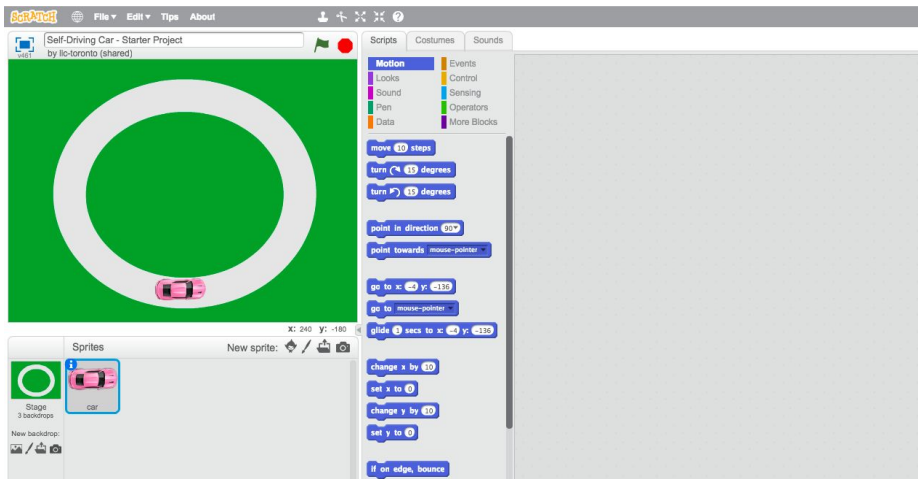 SCRATCH File▾ Edit▾ Tips About
Self-Driving Car - Starter Project
by llc-toronto (shared)
v461
X: 240 Y: -180
Sprites New sprite:
Stage
3 backdrops
New backdrop:
car
Scripts Costumes Sounds
Motion Events
Looks Control
Sound Sensing
Pen Operators
Data More Blocks
move 10 steps
turn ↻ 15 degrees
turn ↺ 15 degrees
point in direction 90▾
point towards mouse-pointer
go to x: -4 y: -136
go to mouse-pointer
glide 1 secs to x: -4 y: -136
change x by 10
set x to 0
change y by 10
set y to 0
if on edge, bounce